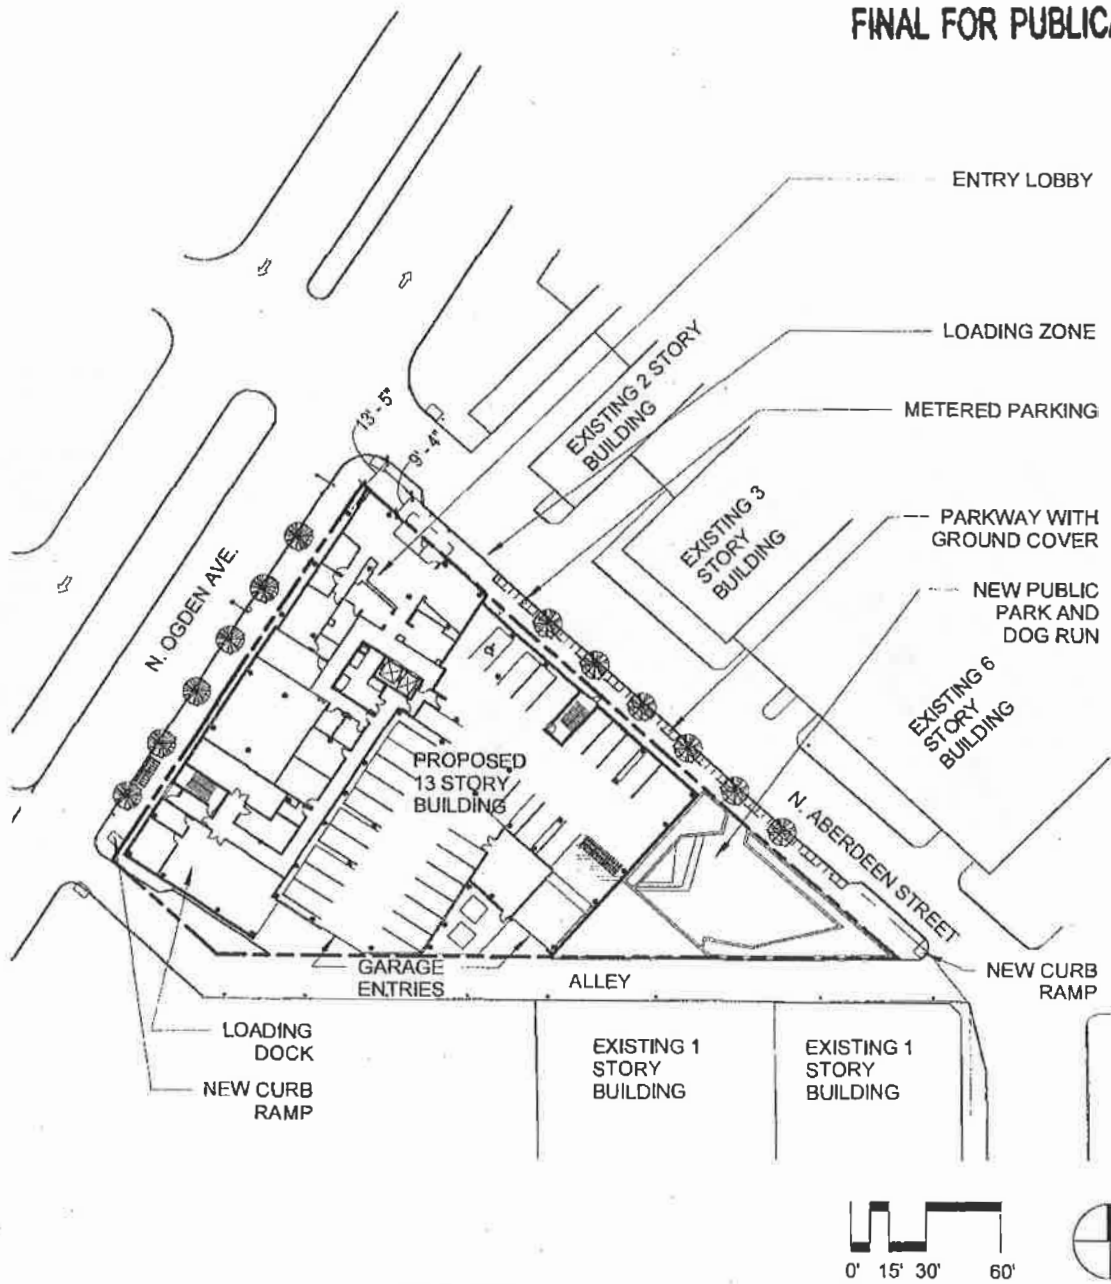 FINAL FOR PUBLICA
ENTRY LOBBY
LOADING ZONE
METERED PARKING
PARKWAY WITH
GROUND COVER
NEW PUBLIC
PARK AND
DOG RUN
EXISTING 2 STORY
BUILDING
EXISTING 3
STORY
BUILDING
EXISTING 6
STORY
BUILDING
13'- 5"
9'- 4"
N. OGDEN AVE.
PROPOSED
13 STORY
BUILDING
N. ABERDEEN STREET
GARAGE
ENTRIES
ALLEY
NEW CURB
RAMP
LOADING
DOCK
NEW CURB
RAMP
EXISTING 1
STORY
BUILDING
EXISTING 1
STORY
BUILDING
0' 15' 30' 60'